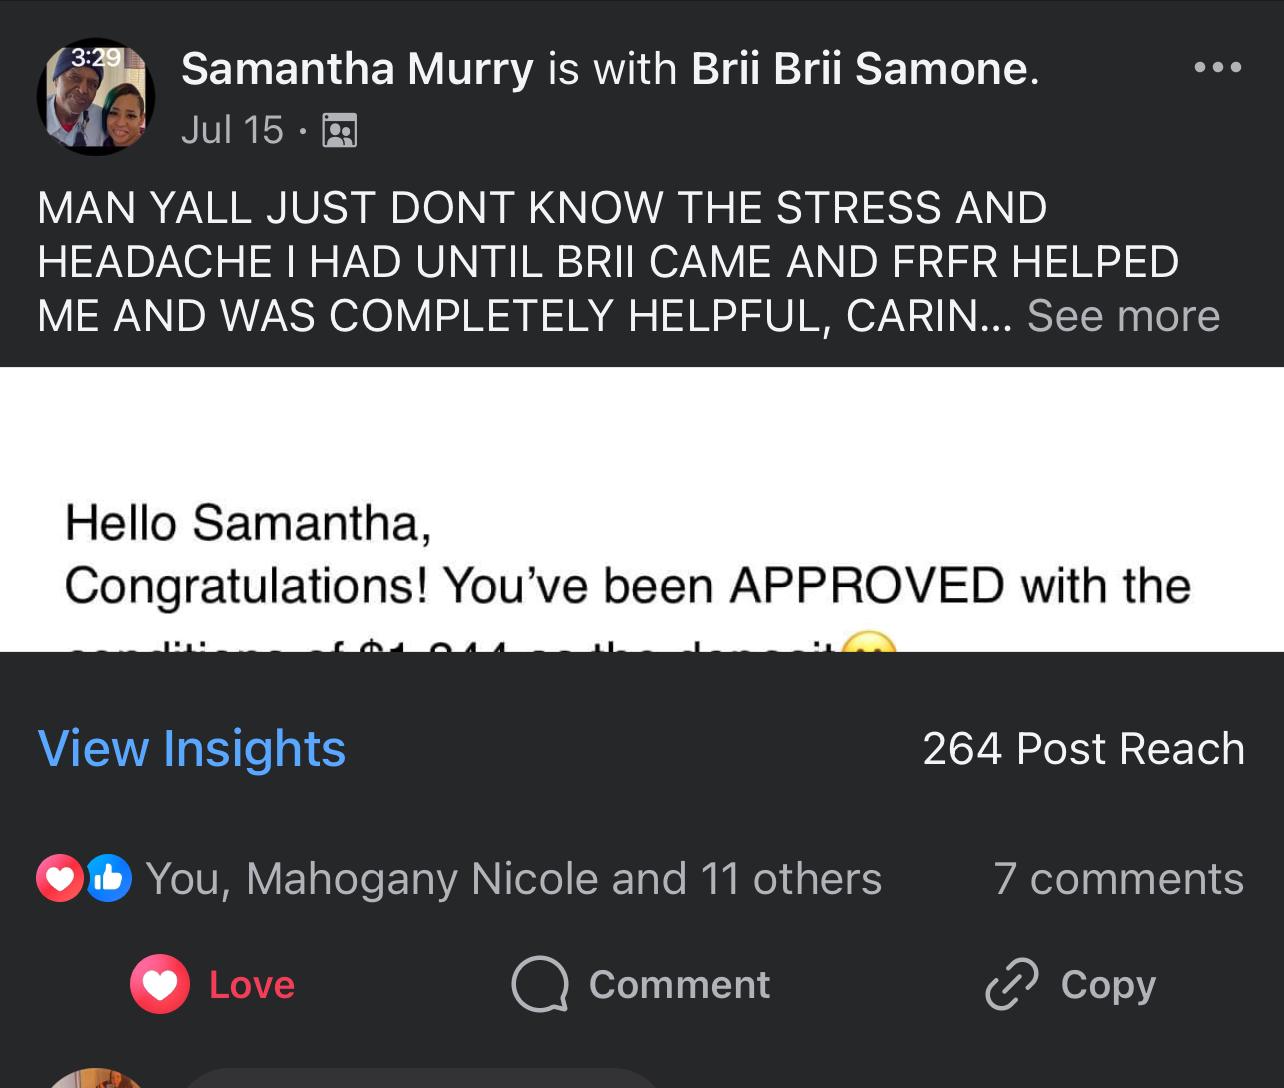 3:29
Samantha Murry is with Brii Brii Samone.
Jul 15 ·
MAN YALL JUST DONT KNOW THE STRESS AND
HEADACHE I HAD UNTIL BRII CAME AND FRFR HELPED
ME AND WAS COMPLETELY HELPFUL, CARIN... See more
Hello Samantha,
Congratulations! You've been APPROVED with the
View Insights
264 Post Reach
You, Mahogany Nicole and 11 others
7 comments
Love
Comment
Copy